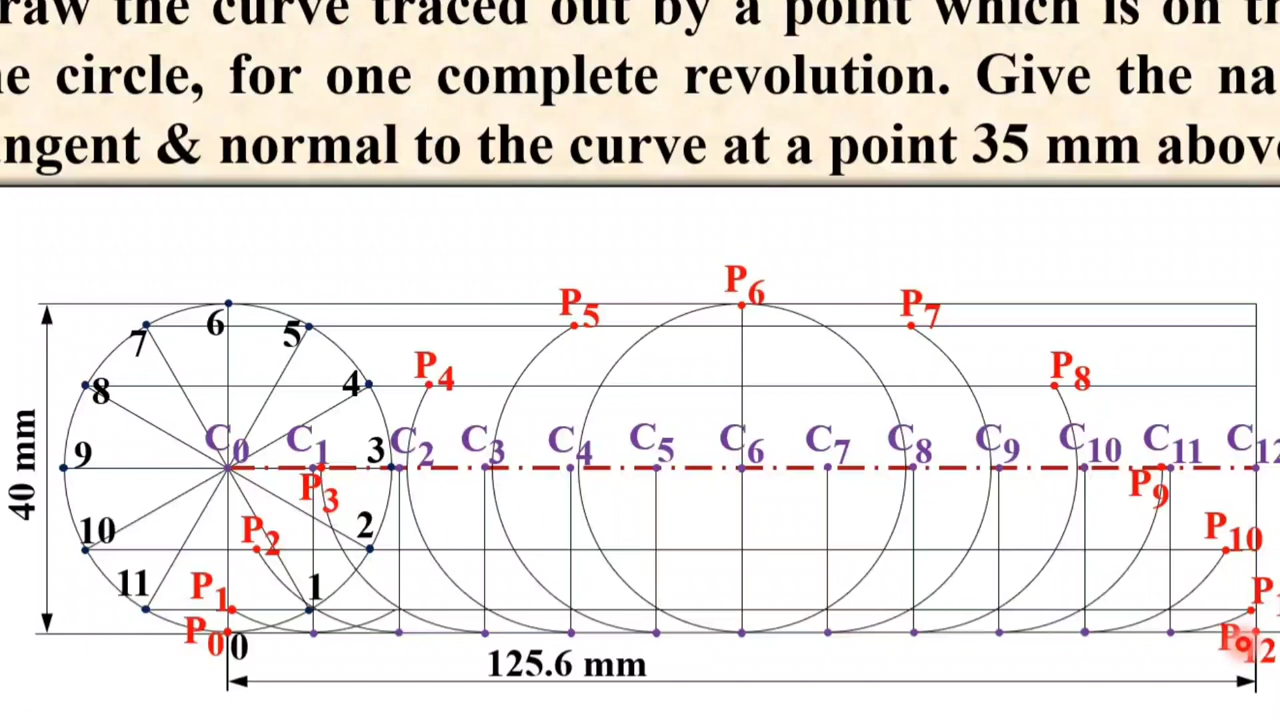 raw the curve traced out by a point which is on th
e circle, for one complete revolution. Give the na
ngent & normal to the curve at a point 35 mm above
P6
P5 P7
6 5
7
P4 P8
8 4
C0 C1 3 C2 C3 C4 C5 C6 C7 C8 C9 C10 C11 C12
9
40 mm
P3 P9
10 P2 2 P10
11 P1 1
P0 0
125.6 mm